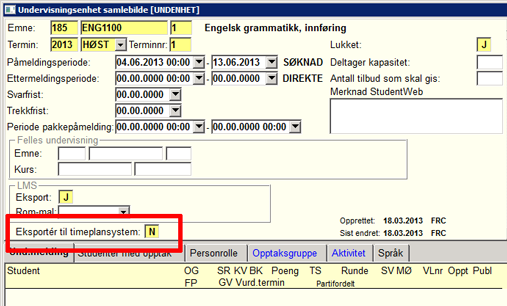 Undervisningsenhet samlebilde [UNDENHET]
Emne: 185 ENG1100 1 Engelsk grammatikk, innføring
Termin: 2013 HØST Terminnr: 1 Lukket: J
Påmeldingsperiode: 04.06.2013 00:00 - 13.06.2013 SØKNAD Deltager kapasitet:
Ettermeldingsperiode: 00.00.0000 00:00 - 00.00.0000 00:00 DIREKTE Antall tilbud som skal gis:
Svarfrist: 00.00.0000 Merknad StudentWeb
Trekkfrist: 00.00.0000
Periode pakkepåmelding: 00.00.0000 00:00 - 00.00.0000 00:00
Felles undervisning
Emne:
Kurs:
LMS
Eksport: J
Rom-mal:
Opprettet: 18.03.2013 FRC
Eksportér til timeplansystem: N Sist endret: 18.03.2013 FRC
Und.melding Studenter med opptak Personrolle Opptaksgruppe Aktivitet Språk
Student OG SR KV BK Poeng TS Runde SV MØ VLnr Oppt Publ
FP GV Vurd.termin Partifordelt